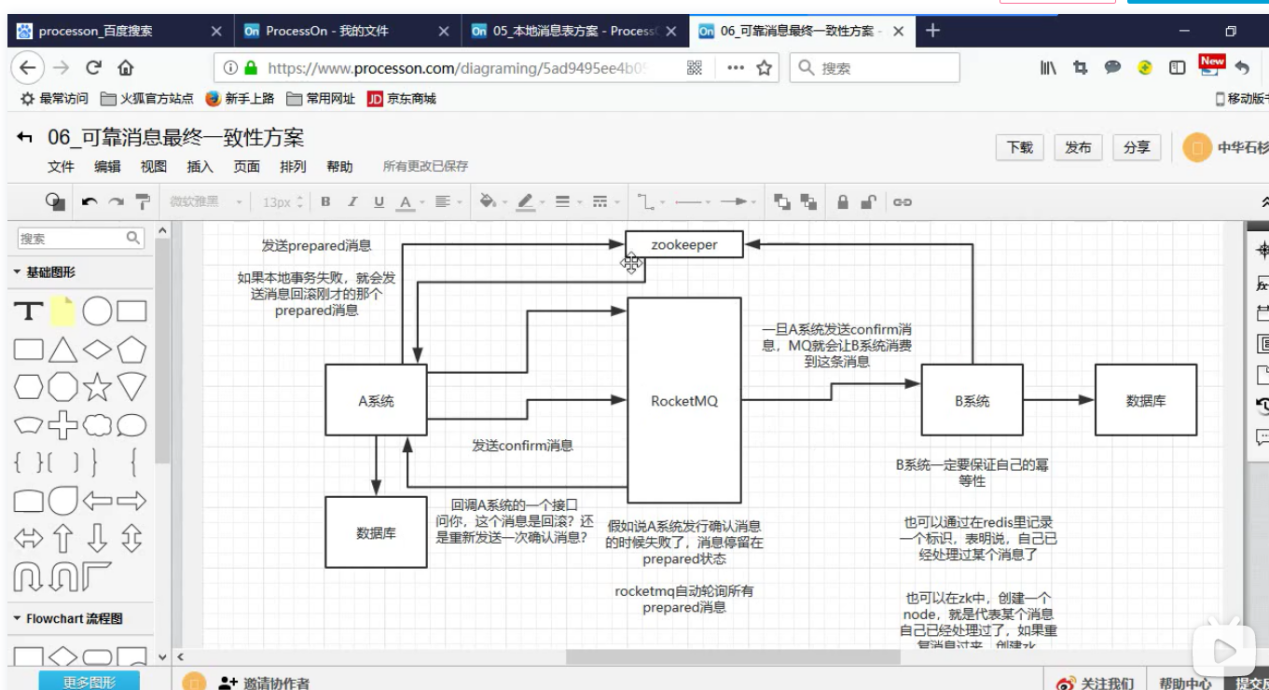 processon_百度搜索
ProcessOn - 我的文件
05_本地消息表方案 - Process
06_可靠消息最终一致性方案 -
https://www.processon.com/diagraming/5ad9495ee4b05
搜索
New
最常访问
火狐官方站点
新手上路
常用网址
JD 京东商城
移动版书
06_可靠消息最终一致性方案
下载
发布
分享
中华石杉
文件 编辑 视图 插入 页面 排列 帮助 所有更改已保存
微软雅黑
13px
B I U A
搜索
基础图形
发送prepared消息
zookeeper
如果本地事务失败，就会发
送消息回滚刚才的那个
prepared消息
一旦A系统发送confirm消
息，MQ就会让B系统消费
到这条消息
A系统
RocketMQ
B系统
数据库
发送confirm消息
B系统一定要保证自己的幂
等性
数据库
回调A系统的一个接口
问你，这个消息是回滚？还
是重新发送一次确认消息？
假如说A系统发行确认消息
的时候失败了，消息停留在
prepared状态
rocketmq自动轮询所有
prepared消息
也可以通过在redis里记录
一个标识，表明说，自己已
经处理过某个消息了
也可以在zk中，创建一个
node，就是代表某个消息
自己已经处理过了，如果重
复消息过来，创建zk
Flowchart 流程图
更多图形
邀请协作者
关注我们
帮助中心
提交反